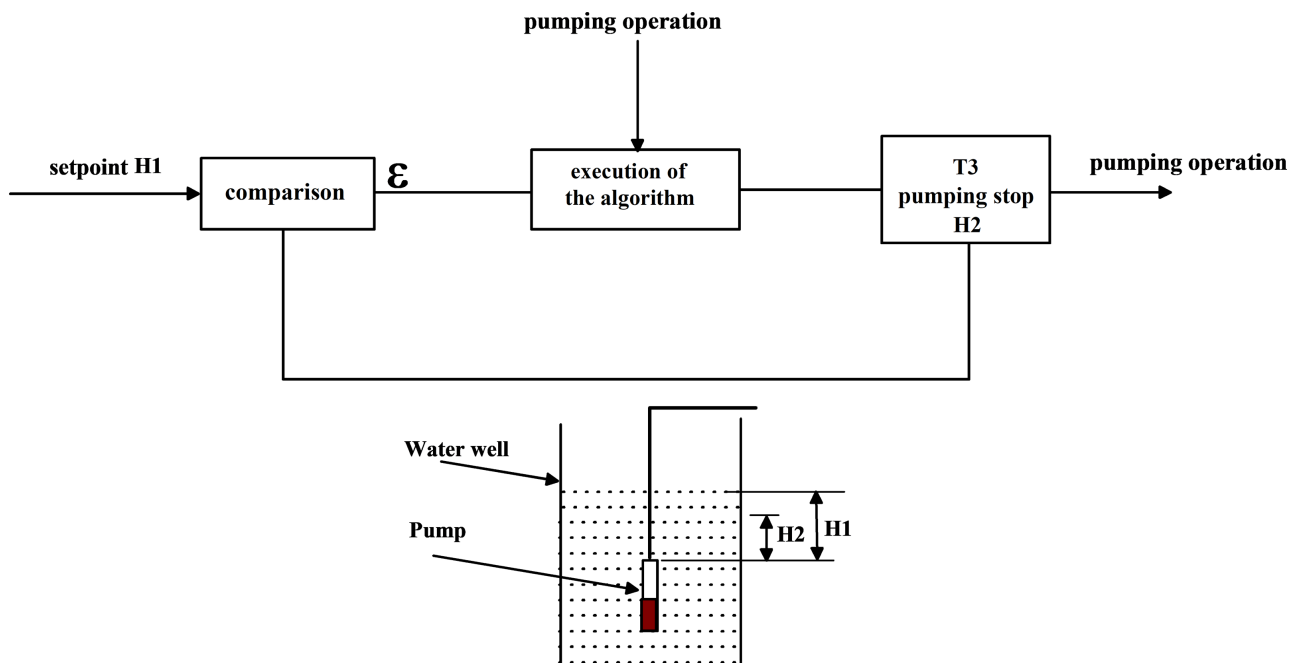 pumping operation
setpoint H1
comparison
ε
execution of
the algorithm
T3
pumping stop
H2
pumping operation
Water well
Pump
H2
H1